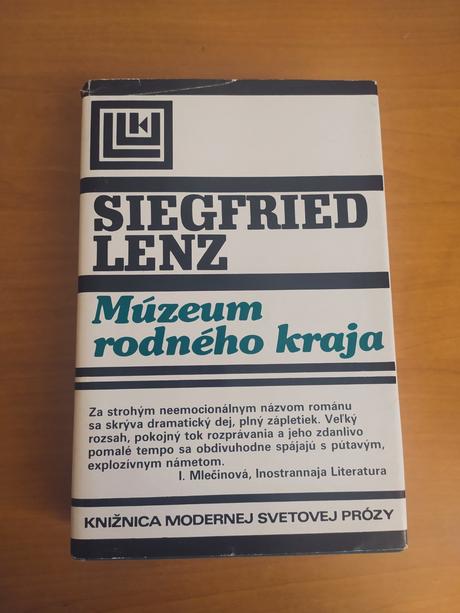 SIEGFRIED
LENZ
Múzeum
rodného kraja
Za strohým neemocionálnym názvom románu
sa skrýva dramatický dej, plný zápletiek. Veľký
rozsah, pokojný tok rozprávania a jeho zdanlivo
pomalé tempo sa obdivuhodne spájajú s pútavým,
explozívnym námetom.
I. Mlečinová, Inostrannaja Literatura
KNIŽNICA MODERNEJ SVETOVEJ PRÓZY